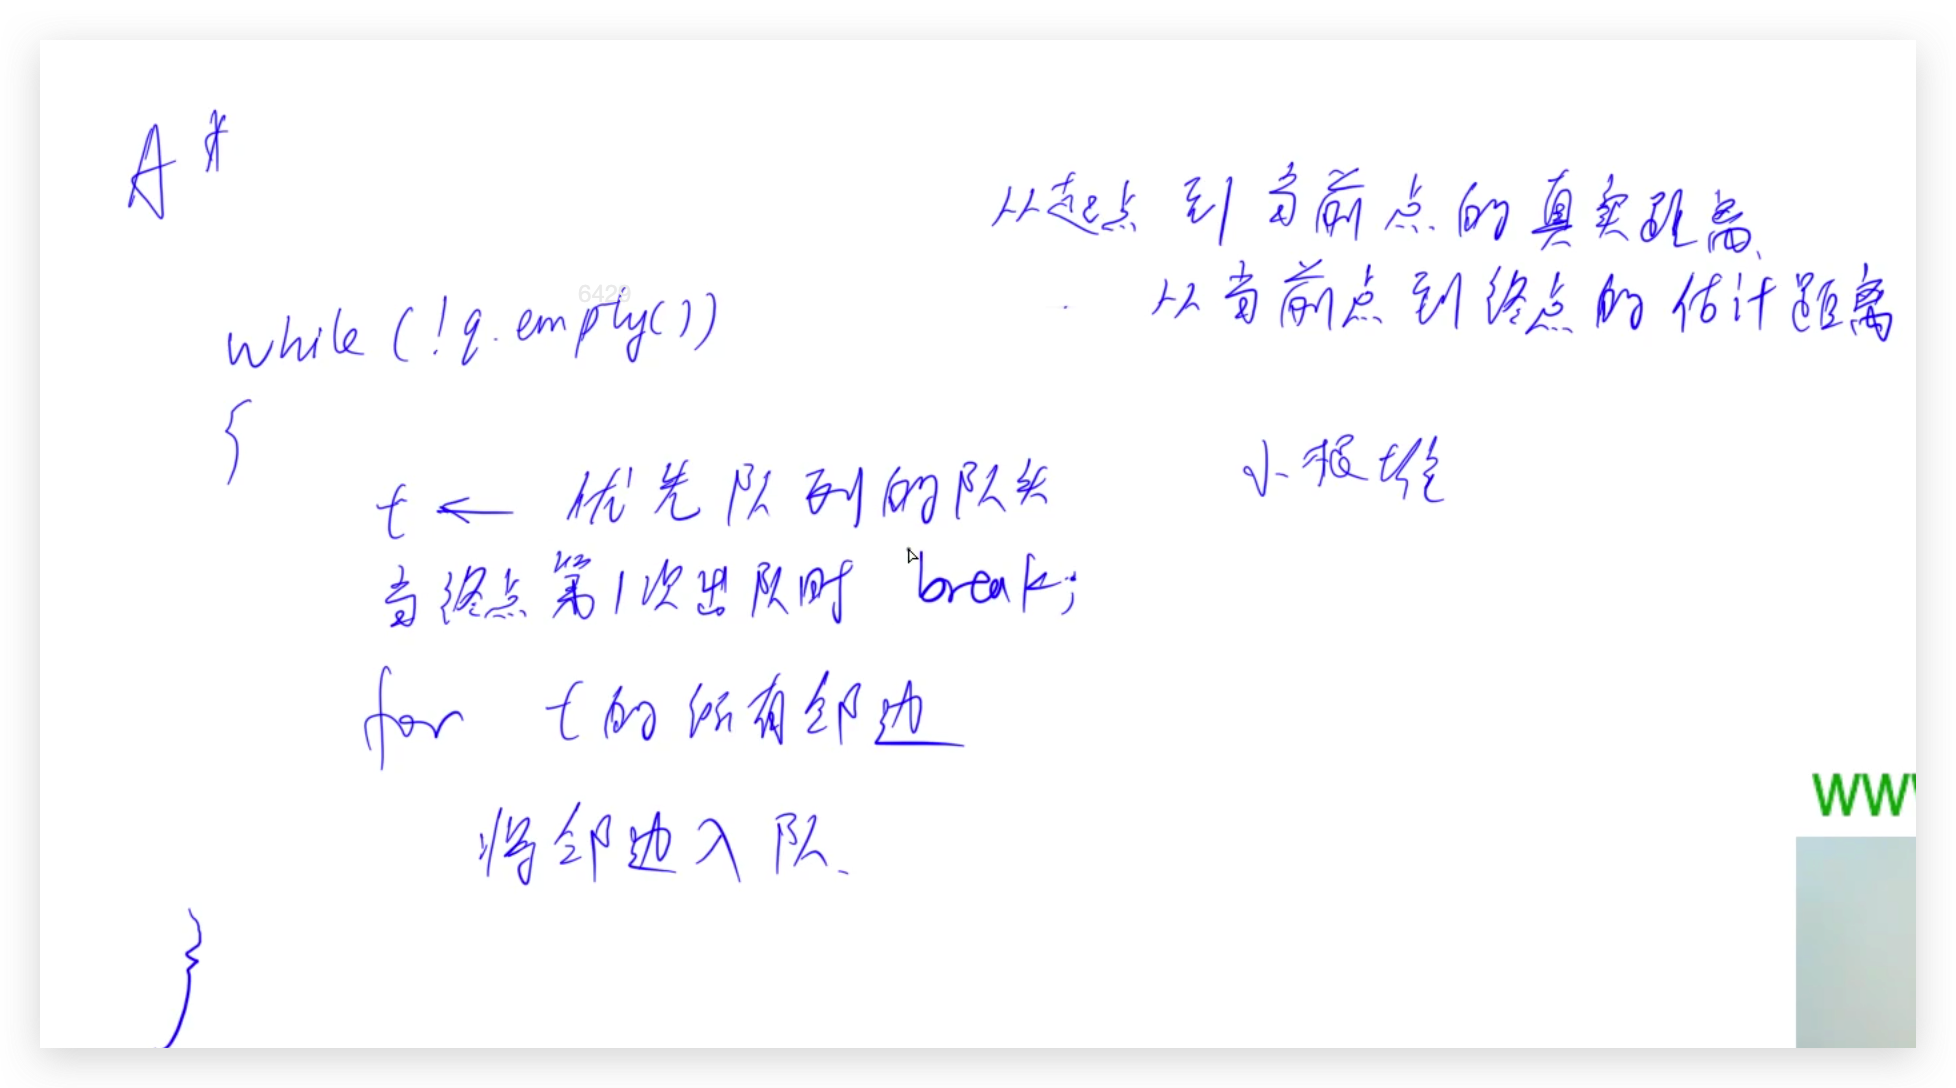 A*
从起点到当前点的真实距离
从当前点到终点的估计距离
6429
while (!q.empty())
{
小根堆
t ← 优先队列的队头
当终点第1次出队时 break;
for t的所有邻边
将邻边入队
}
WW